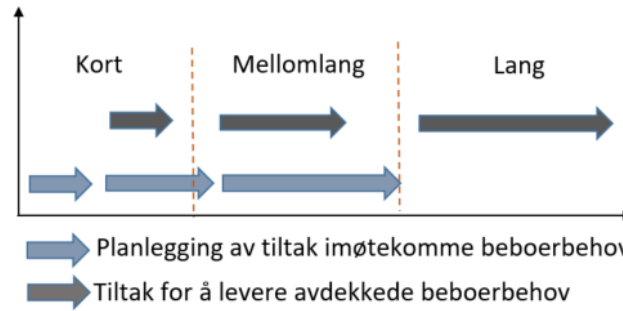 Kort Mellomlang Lang
Planlegging av tiltak imøtekomme beboerbehov
Tiltak for å levere avdekkede beboerbehov